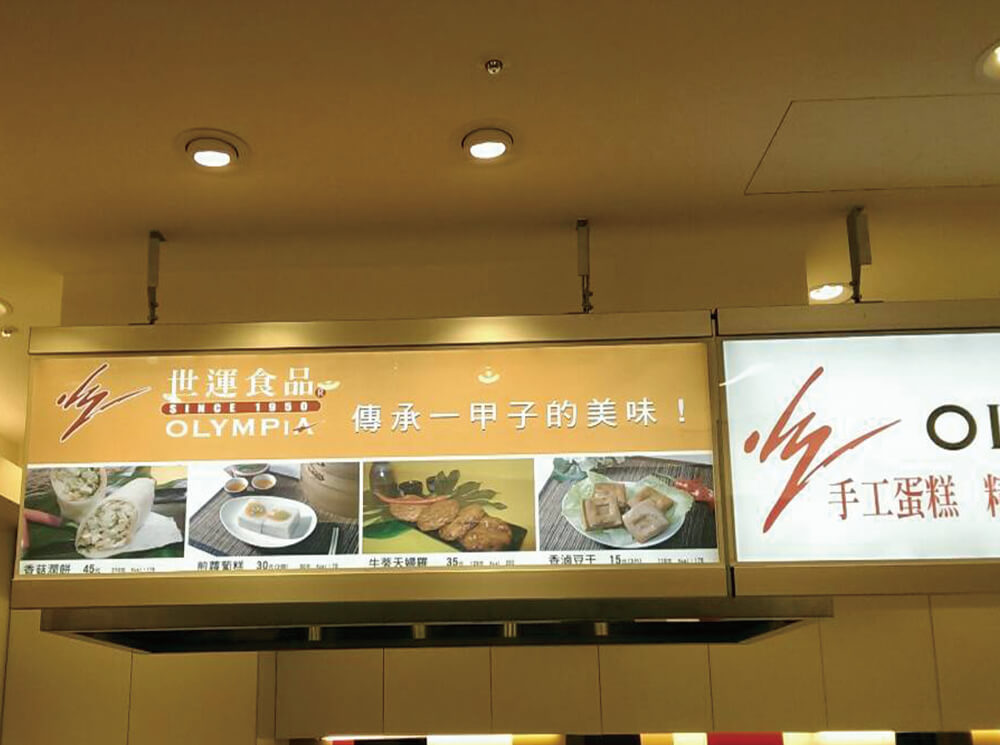 世運食品®
SINCE 1950
OLYMPIA
傳承一甲子的美味！
香菇潤餅 45元
煎蘿蔔糕 30元
牛蒡天婦羅 35元
香滷豆干 15元
手工蛋糕